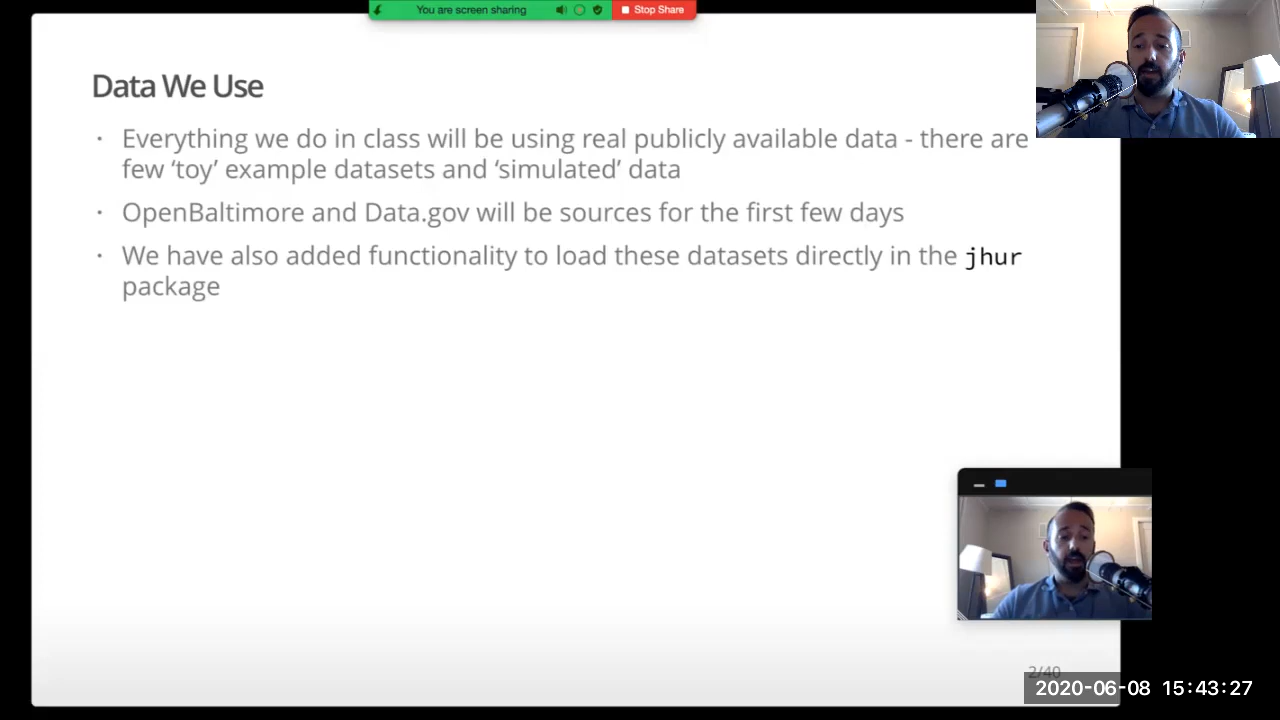 You are screen sharing
Stop Share
Data We Use
· Everything we do in class will be using real publicly available data - there are
few ‘toy’ example datasets and ‘simulated’ data
· OpenBaltimore and Data.gov will be sources for the first few days
· We have also added functionality to load these datasets directly in the jhur
package
2/40
2020-06-08 15:43:27